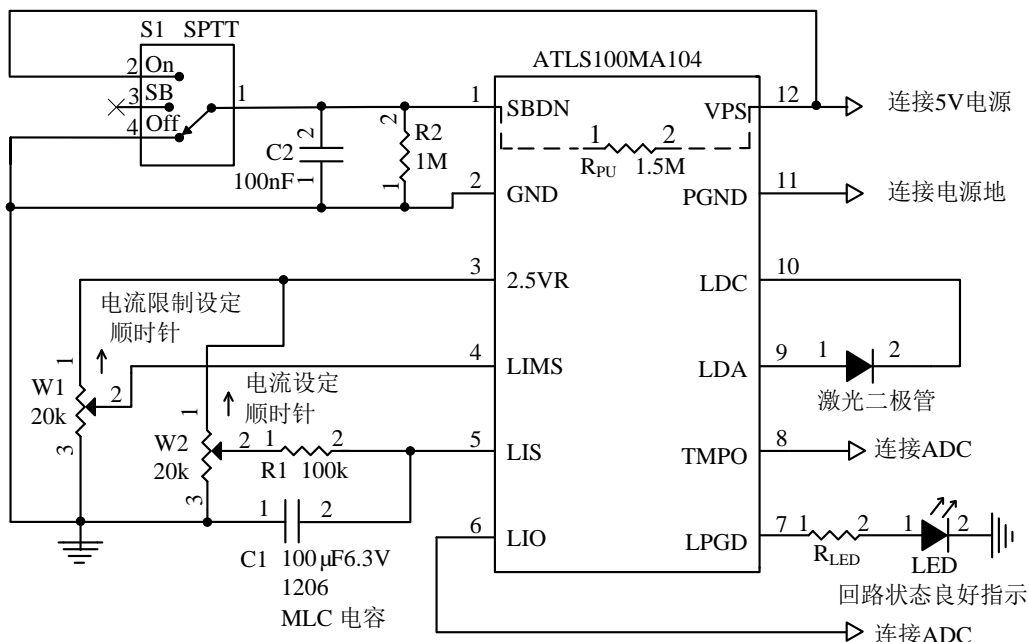 S1 SPTT
ATLS100MA104
2 On
3 SB
4 Off
1
2
C2
100nF
1
2
R2
1M
1
1 SBDN
VPS 12
连接5V电源
1 2
R_PU 1.5M
2 GND
PGND 11
连接电源地
3 2.5VR
LDC 10
电流限制设定
顺时针
1
W1
20k
2
3
4 LIMS
LDA 9
1 2
激光二极管
电流设定
顺时针
1
W2
20k
2
3
1 2
R1 100k
5 LIS
TMPO 8
连接ADC
1 2
C1 100μF6.3V
1206
MLC 电容
6 LIO
LPGD 7
1 2
R_LED
1 2
LED
回路状态良好指示
连接ADC